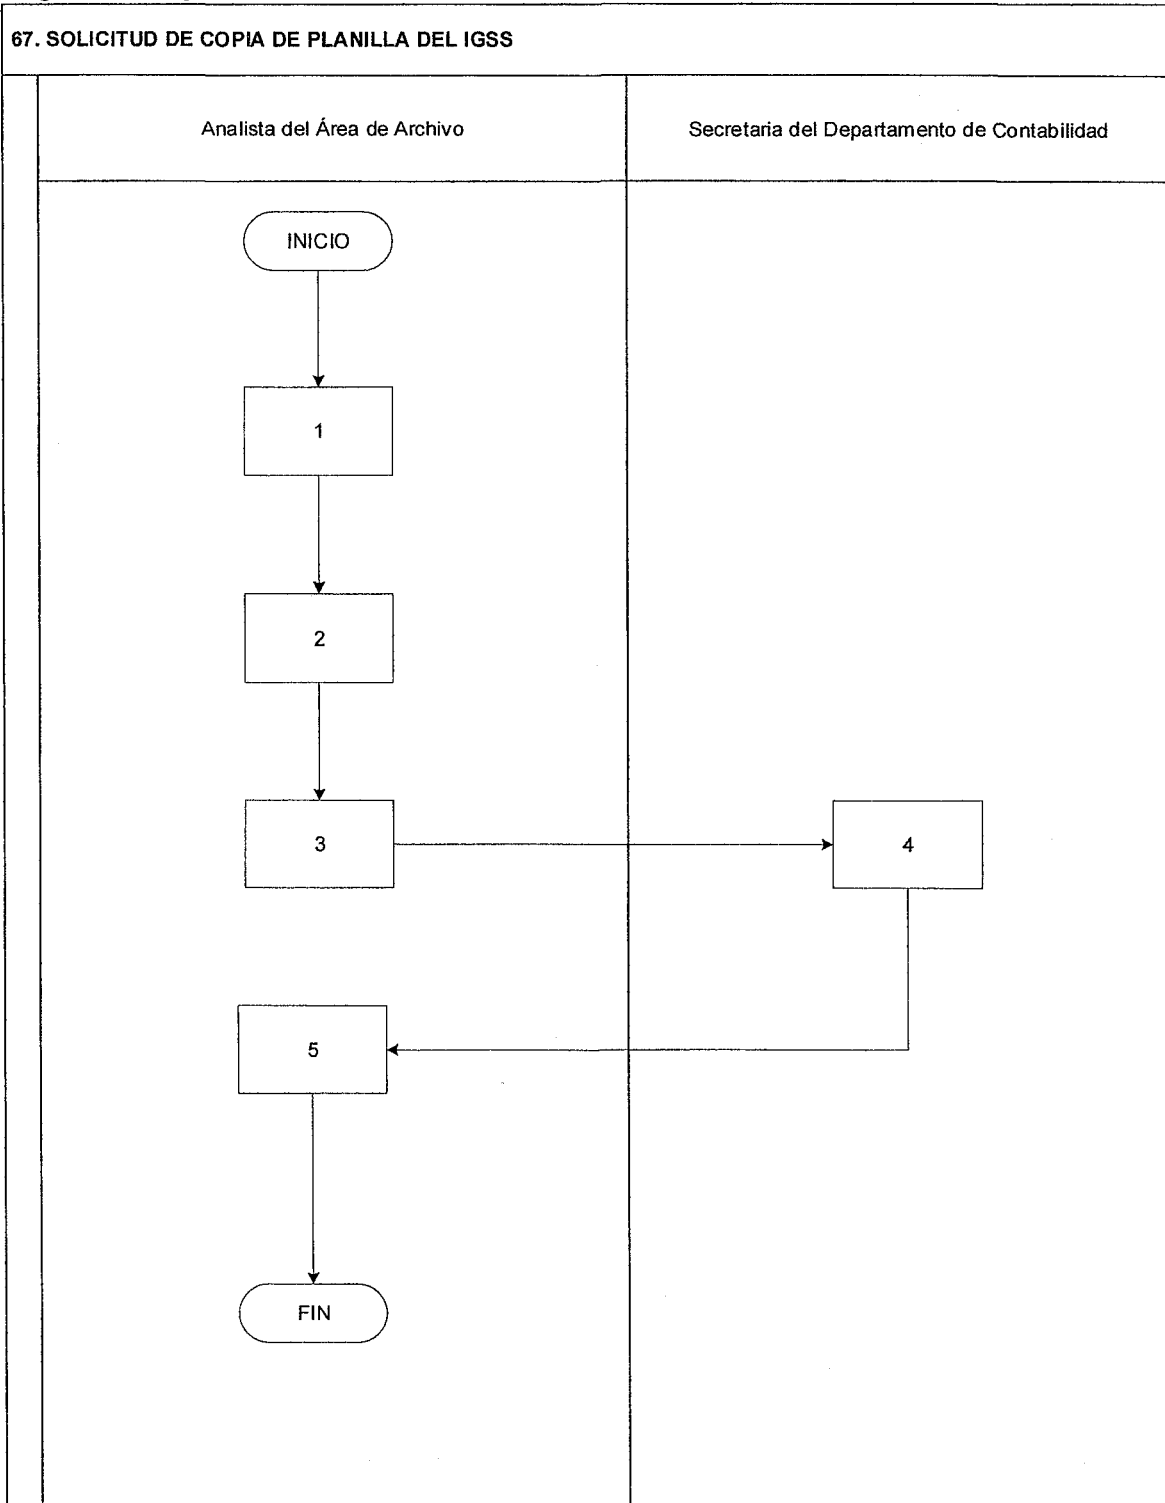 67. SOLICITUD DE COPIA DE PLANILLA DEL IGSS
Analista del Área de Archivo
Secretaria del Departamento de Contabilidad
INICIO
1
2
3
4
5
FIN